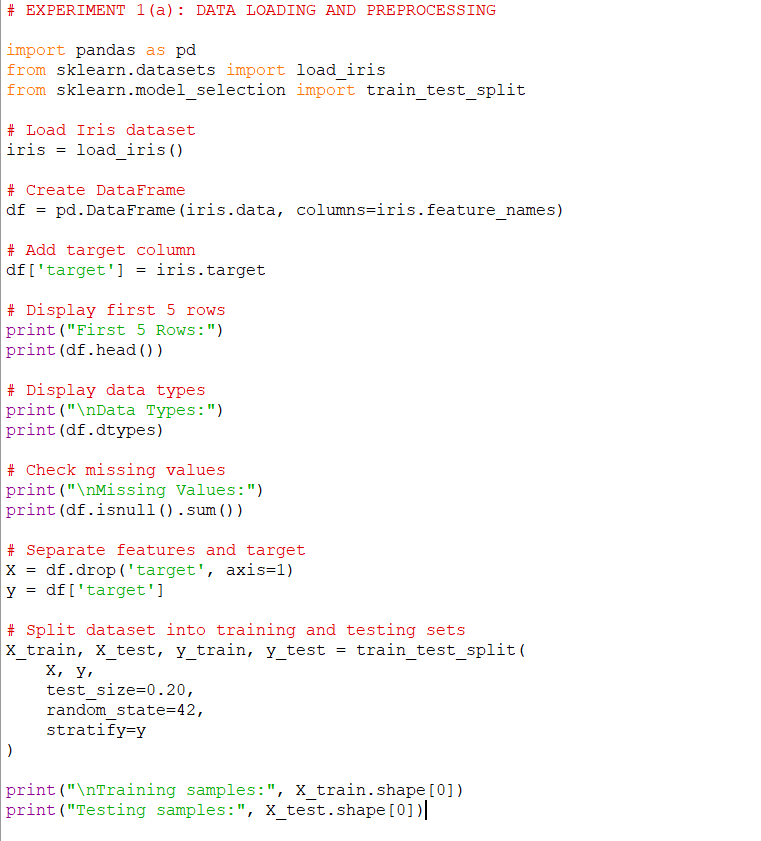 # EXPERIMENT 1(a): DATA LOADING AND PREPROCESSING

import pandas as pd
from sklearn.datasets import load_iris
from sklearn.model_selection import train_test_split

# Load Iris dataset
iris = load_iris()

# Create DataFrame
df = pd.DataFrame(iris.data, columns=iris.feature_names)

# Add target column
df['target'] = iris.target

# Display first 5 rows
print("First 5 Rows:")
print(df.head())

# Display data types
print("\nData Types:")
print(df.dtypes)

# Check missing values
print("\nMissing Values:")
print(df.isnull().sum())

# Separate features and target
X = df.drop('target', axis=1)
y = df['target']

# Split dataset into training and testing sets
X_train, X_test, y_train, y_test = train_test_split(
    X, y,
    test_size=0.20,
    random_state=42,
    stratify=y
)

print("\nTraining samples:", X_train.shape[0])
print("Testing samples:", X_test.shape[0])